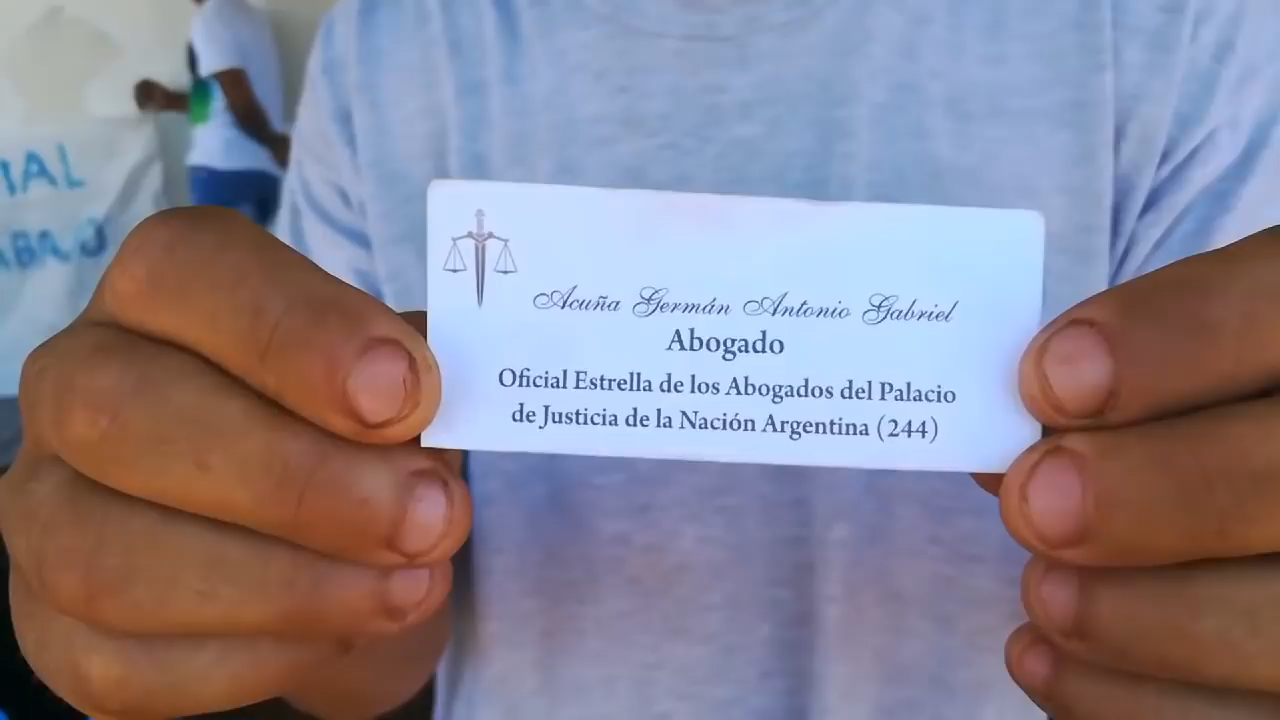 Acuña Germán Antonio Gabriel
Abogado
Oficial Estrella de los Abogados del Palacio
de Justicia de la Nación Argentina (244)